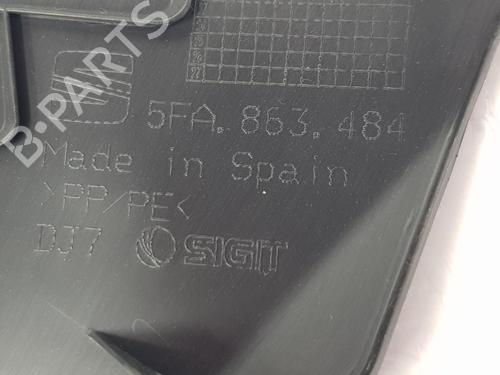 B-PARTS
5FA. 863. 484
Made in Spain
>PP/PE<
DJ7 SIGIT